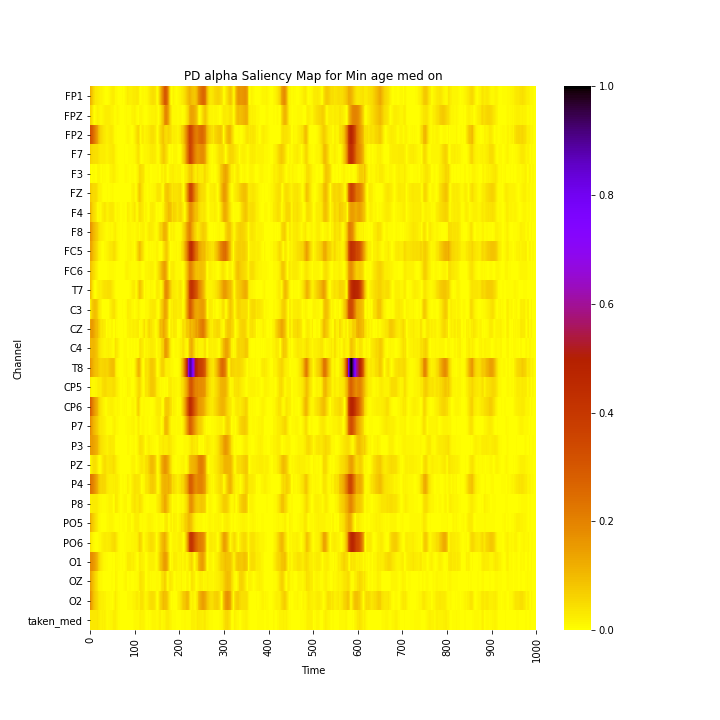 PD alpha Saliency Map for Min age med on
FP1
FPZ
FP2
F7
F3
FZ
F4
F8
FC5
FC6
T7
C3
CZ
C4
T8
CP5
CP6
P7
P3
PZ
P4
P8
PO5
PO6
O1
OZ
O2
taken_med
Channel
0
100
200
300
400
500
600
700
800
900
1000
Time
1.0
0.8
0.6
0.4
0.2
0.0